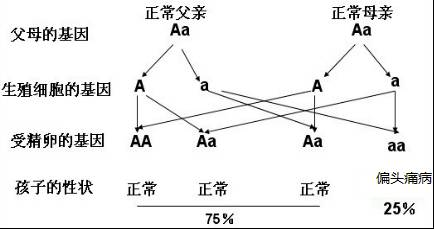 正常父亲 正常母亲
父母的基因 Aa Aa
生殖细胞的基因 A a A a
受精卵的基因 AA Aa Aa aa
孩子的性状 正常 正常 正常 偏头痛病
75% 25%